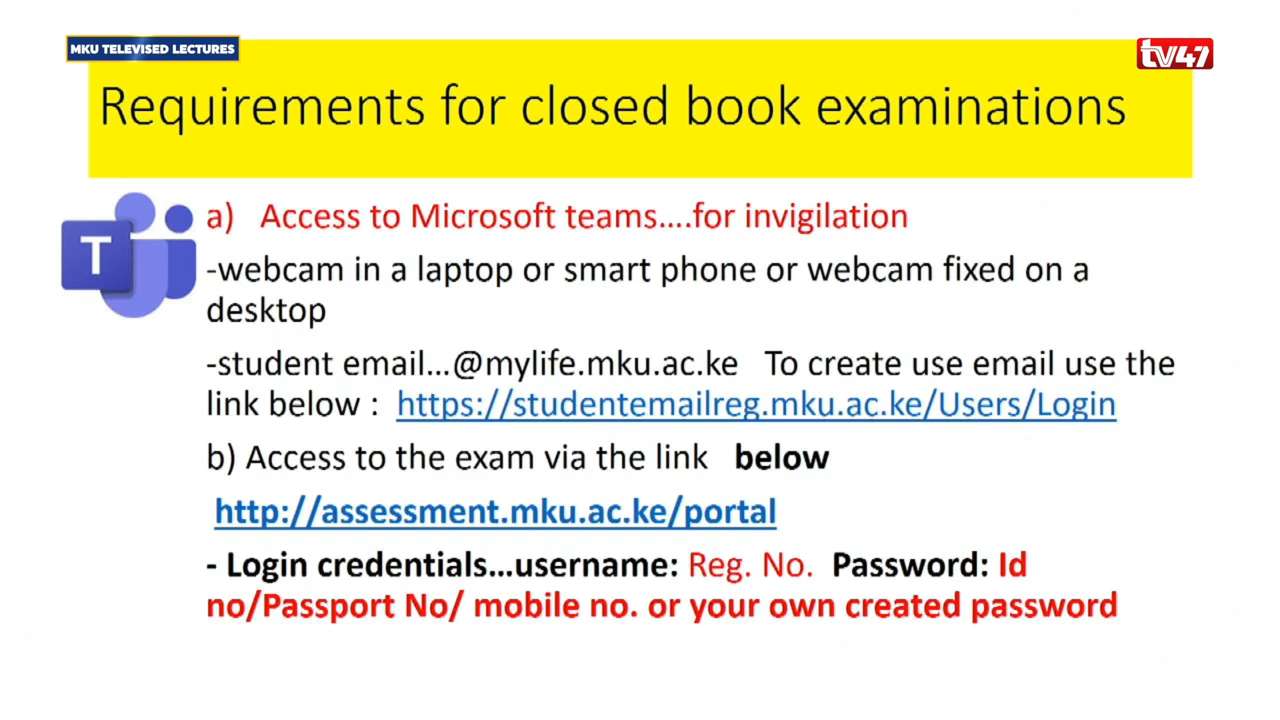 MKU TELEVISED LECTURES
tv47
Requirements for closed book examinations
T
a) Access to Microsoft teams....for invigilation
-webcam in a laptop or smart phone or webcam fixed on a
desktop
-student email...@mylife.mku.ac.ke To create use email use the
link below : https://studentemailreg.mku.ac.ke/Users/Login
b) Access to the exam via the link below
http://assessment.mku.ac.ke/portal
- Login credentials...username: Reg. No. Password: Id
no/Passport No/ mobile no. or your own created password